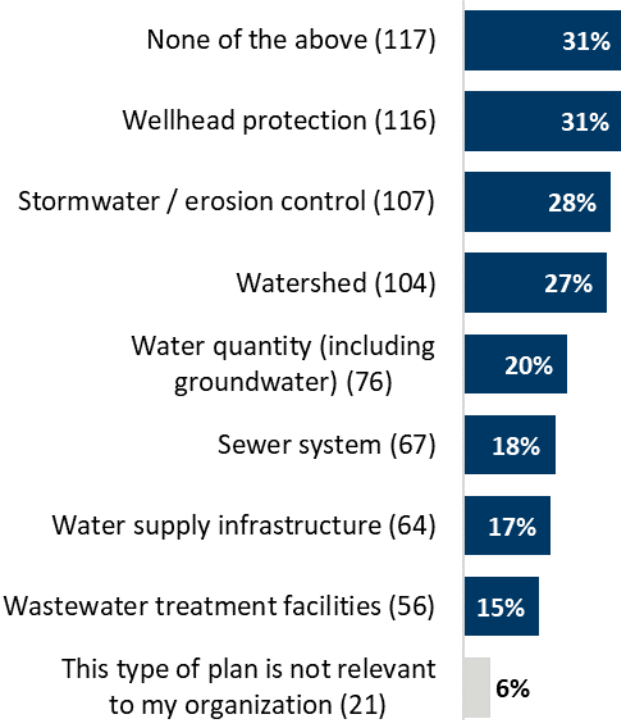 None of the above (117) 31%
Wellhead protection (116) 31%
Stormwater / erosion control (107) 28%
Watershed (104) 27%
Water quantity (including
groundwater) (76) 20%
Sewer system (67) 18%
Water supply infrastructure (64) 17%
Wastewater treatment facilities (56) 15%
This type of plan is not relevant
to my organization (21) 6%